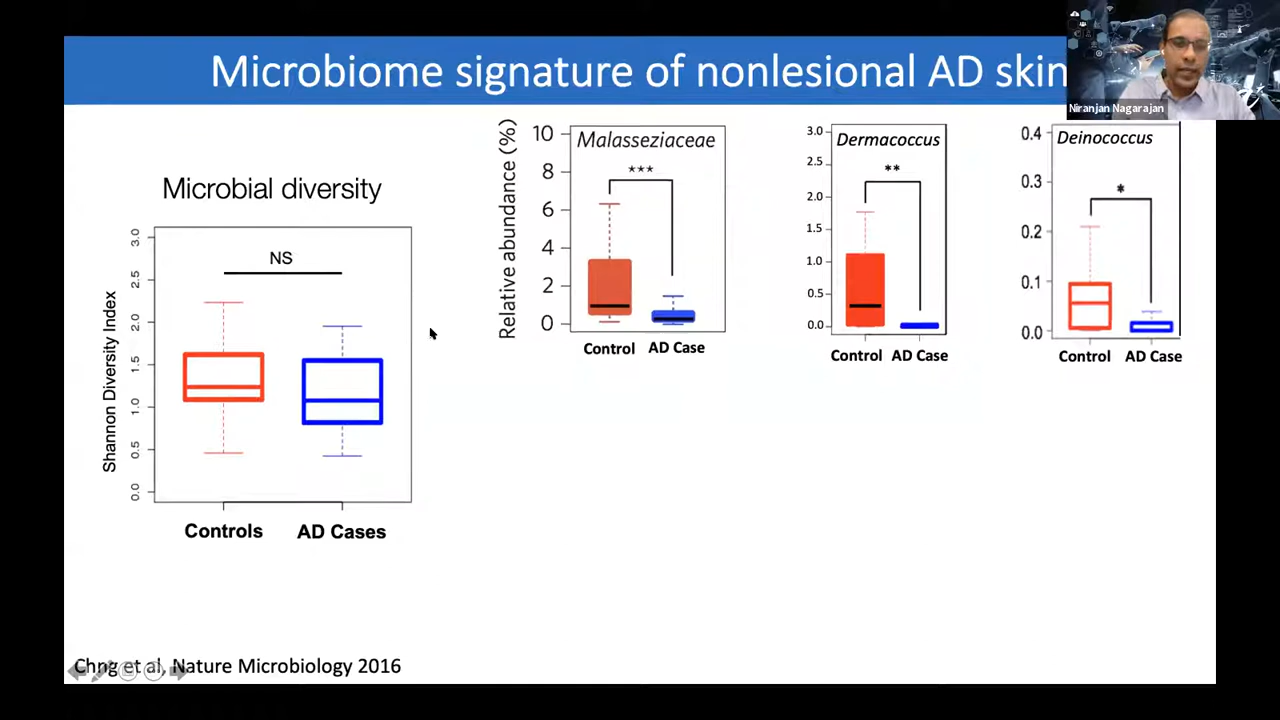 Microbiome signature of nonlesional AD skin
Niranjan Nagarajan
Microbial diversity
Shannon Diversity Index
3.0
2.5
2.0
1.5
1.0
0.5
0.0
NS
Controls
AD Cases
Relative abundance (%)
10
8
6
4
2
0
Malasseziaceae
***
Control
AD Case
3.0
2.5
2.0
1.5
1.0
0.5
0.0
Dermacoccus
**
Control
AD Case
0.4
0.3
0.2
0.1
0.0
Deinococcus
*
Control
AD Case
Chng et al, Nature Microbiology 2016